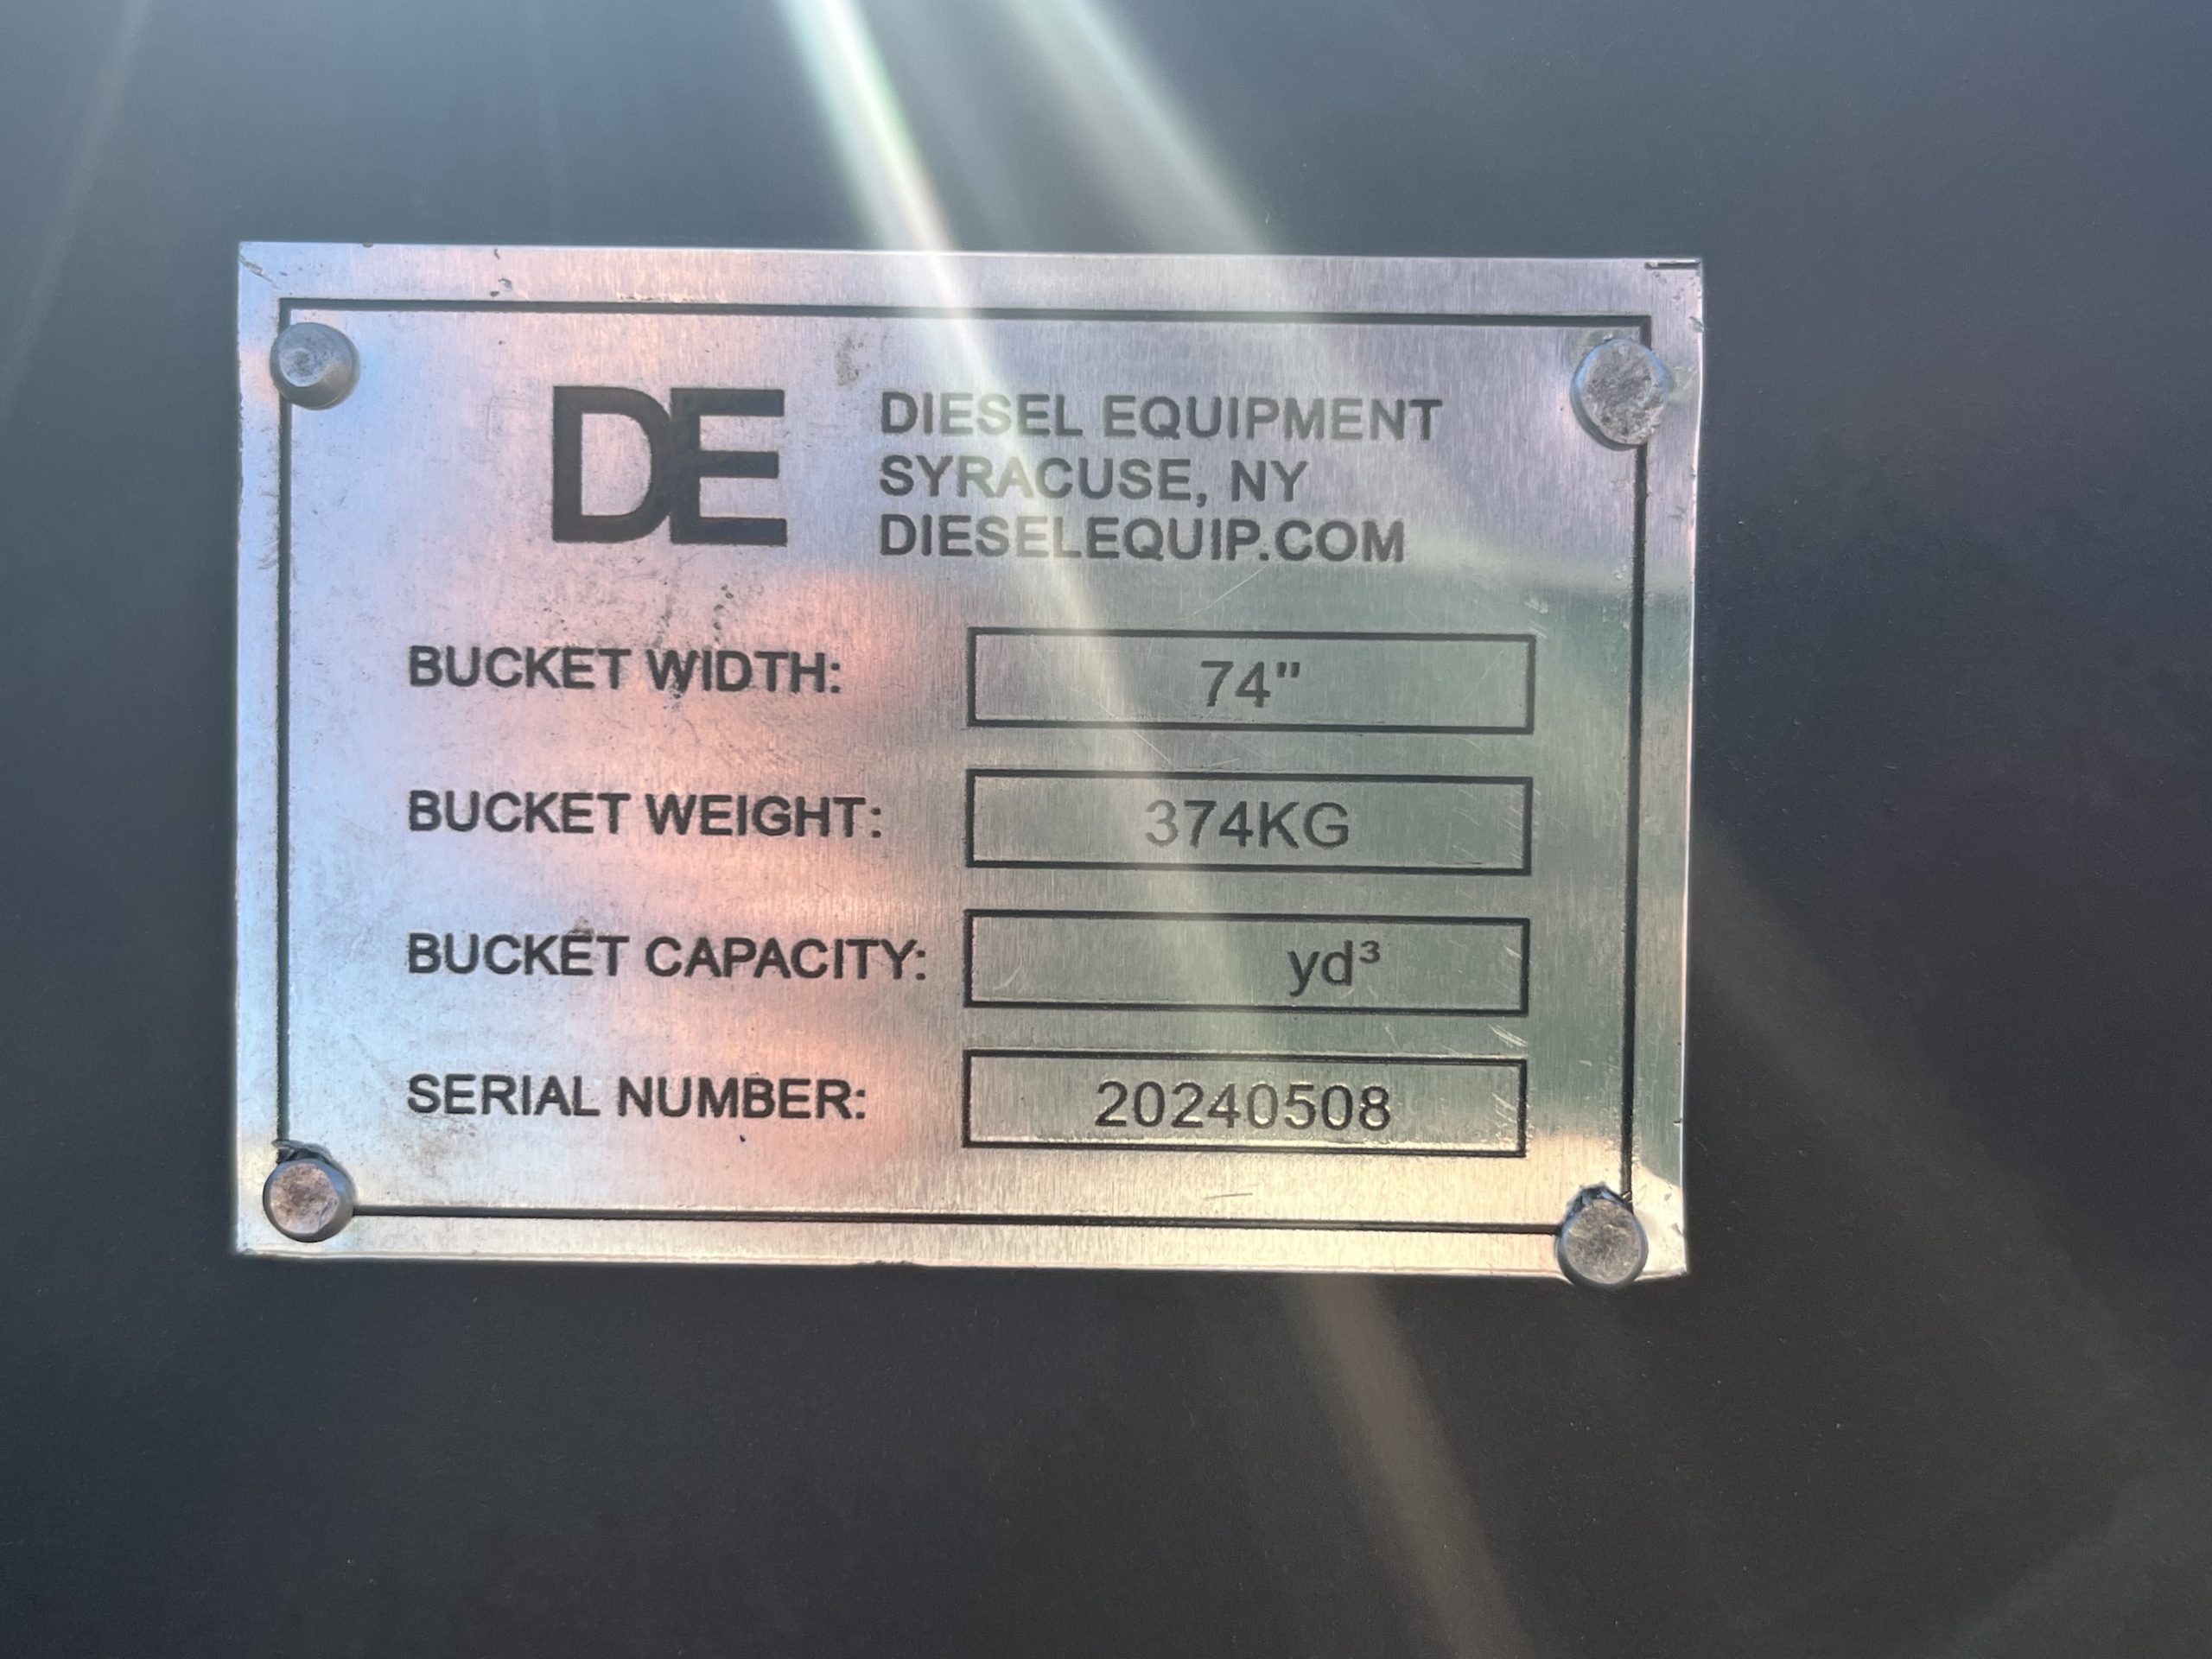 DE
DIESEL EQUIPMENT
SYRACUSE, NY
DIESELEQUIP.COM
BUCKET WIDTH: 74"
BUCKET WEIGHT: 374KG
BUCKET CAPACITY: yd³
SERIAL NUMBER: 20240508